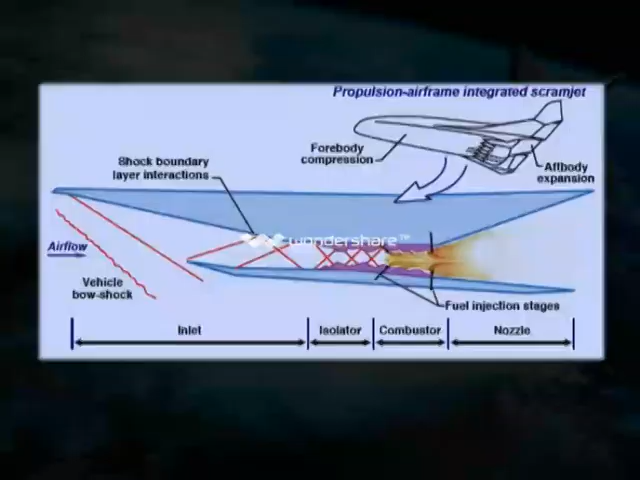 Propulsion-airframe integrated scramjet
Forebody
compression
Shock boundary
layer interactions
Aftbody
expansion
wondershare™
Airflow
Vehicle
bow-shock
Fuel injection stages
Inlet
Isolator
Combustor
Nozzle